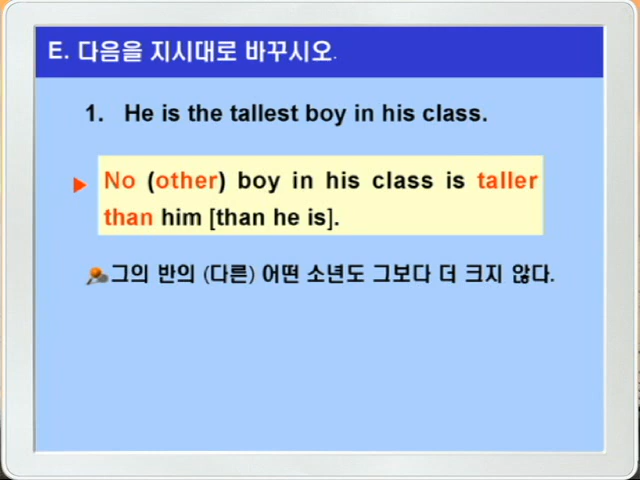 E. 다음을 지시대로 바꾸시오.
1. He is the tallest boy in his class.
No (other) boy in his class is taller
than him [than he is].
그의 반의 (다른) 어떤 소년도 그보다 더 크지 않다.